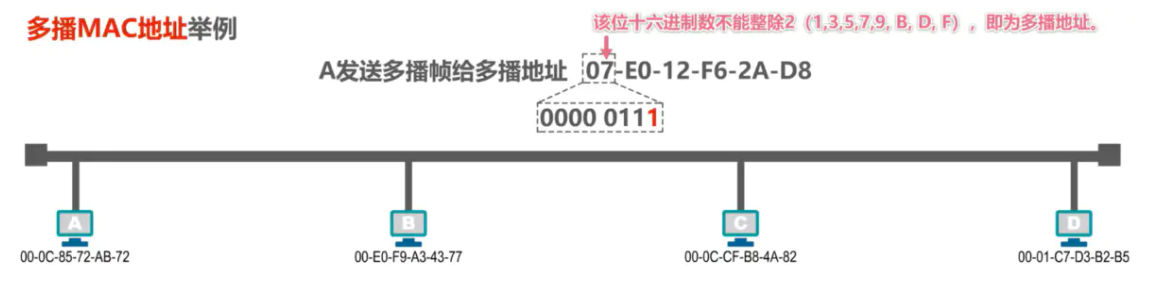 多播MAC地址举例
该位十六进制数不能整除2（1,3,5,7,9, B, D, F），即为多播地址。
A发送多播帧给多播地址 07-E0-12-F6-2A-D8
0000 0111
A
B
C
D
00-0C-85-72-AB-72
00-E0-F9-A3-43-77
00-0C-CF-B8-4A-82
00-01-C7-D3-B2-B5